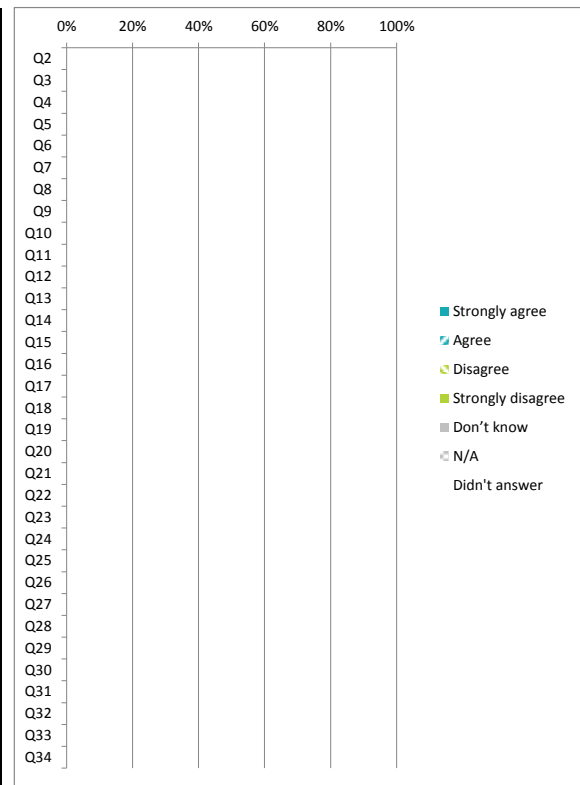 0% 20% 40% 60% 80% 100%
Q2
Q3
Q4
Q5
Q6
Q7
Q8
Q9
Q10
Q11
Q12
Q13
Q14
Q15
Q16
Q17
Q18
Q19
Q20
Q21
Q22
Q23
Q24
Q25
Q26
Q27
Q28
Q29
Q30
Q31
Q32
Q33
Q34
Strongly agree
Agree
Disagree
Strongly disagree
Don’t know
N/A
Didn't answer